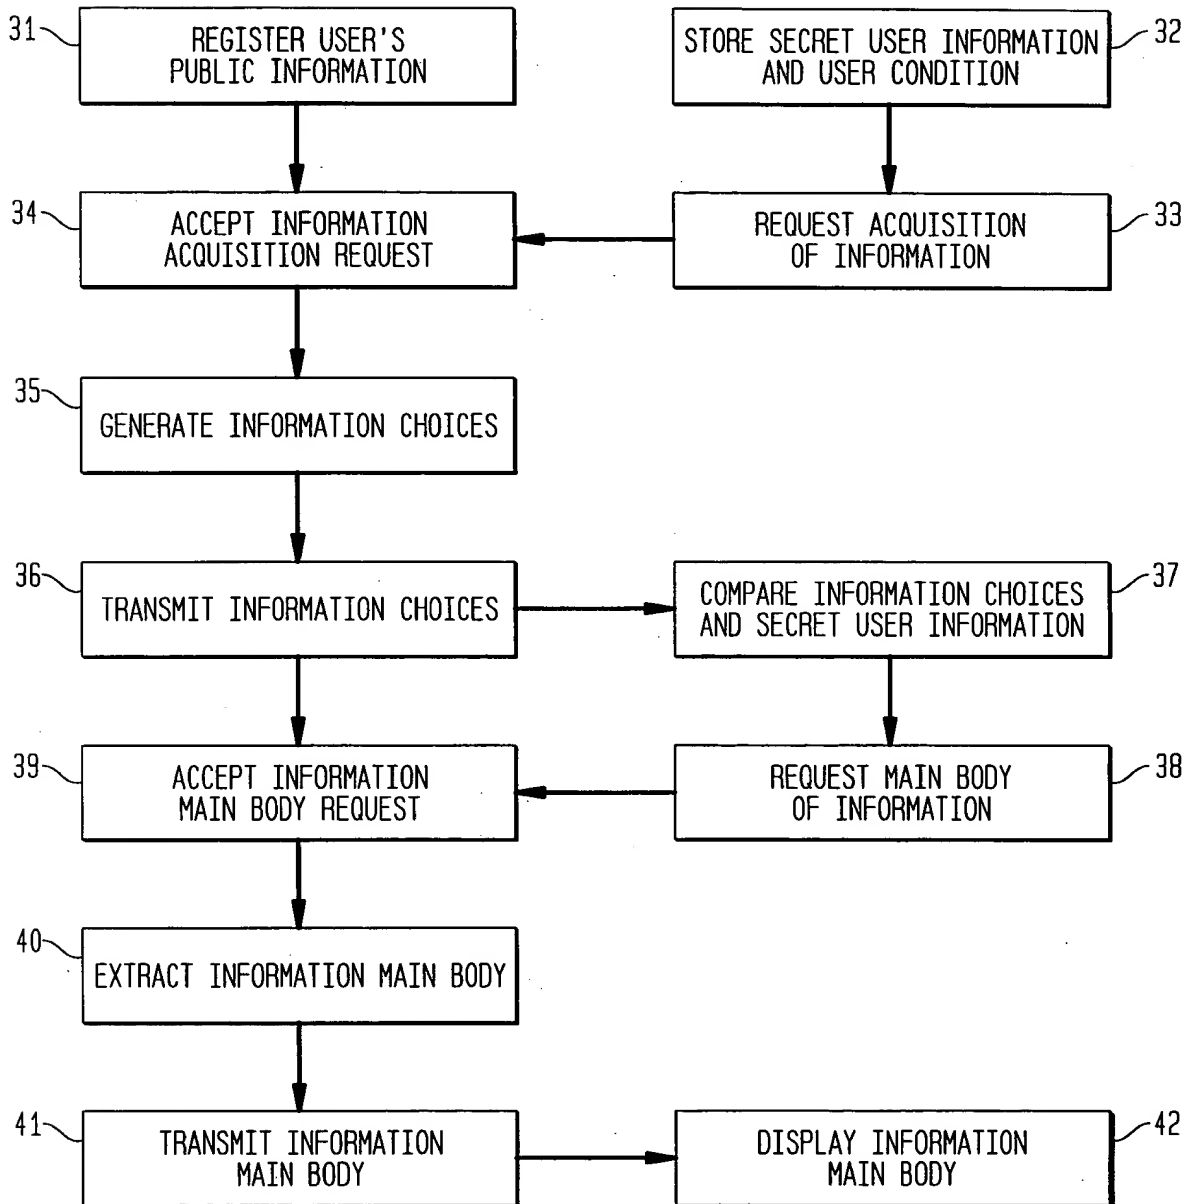 31
REGISTER USER'S
PUBLIC INFORMATION
STORE SECRET USER INFORMATION
AND USER CONDITION
32
34
ACCEPT INFORMATION
ACQUISITION REQUEST
REQUEST ACQUISITION
OF INFORMATION
33
35
GENERATE INFORMATION CHOICES
36
TRANSMIT INFORMATION CHOICES
COMPARE INFORMATION CHOICES
AND SECRET USER INFORMATION
37
39
ACCEPT INFORMATION
MAIN BODY REQUEST
REQUEST MAIN BODY
OF INFORMATION
38
40
EXTRACT INFORMATION MAIN BODY
41
TRANSMIT INFORMATION
MAIN BODY
DISPLAY INFORMATION
MAIN BODY
42